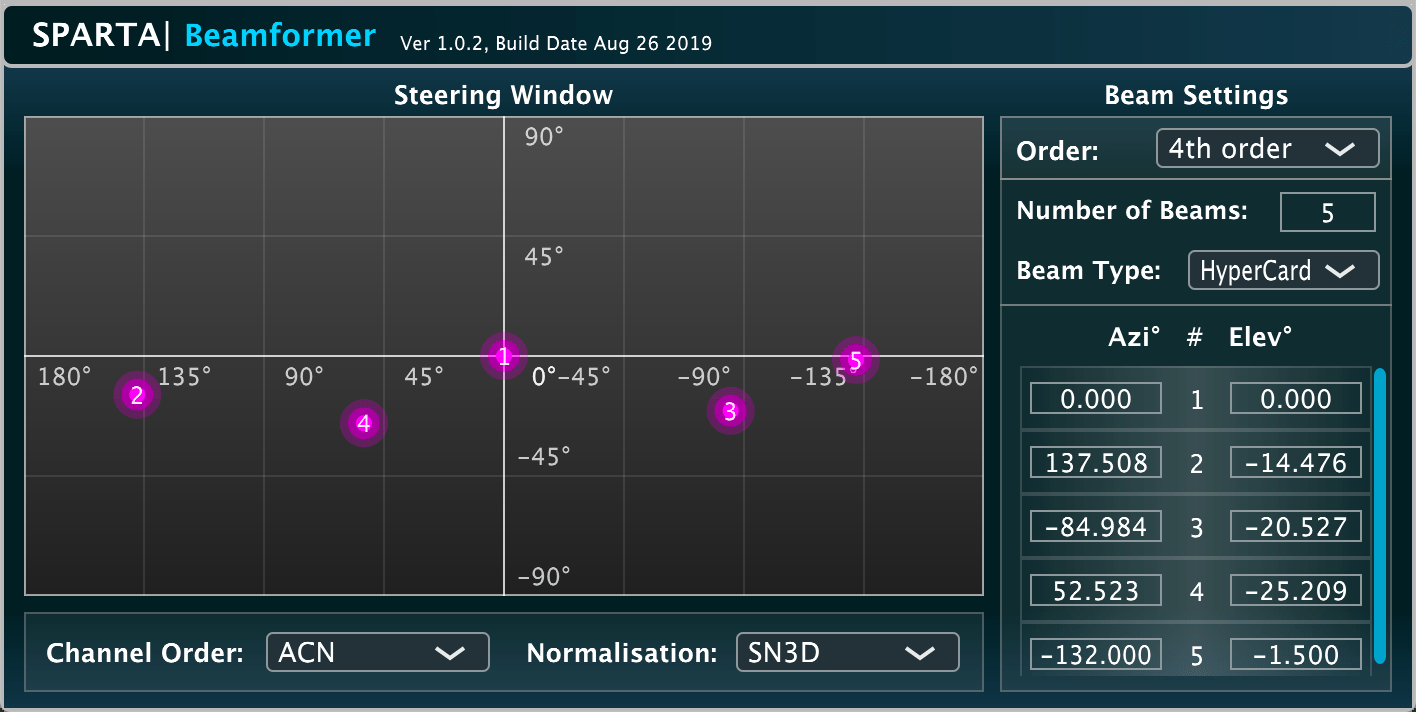 SPARTA| Beamformer Ver 1.0.2, Build Date Aug 26 2019
Steering Window
90°
45°
180° 135° 90° 45° 0° -45° -90° -135° -180°
1
2
3
4
5
-45°
-90°
Channel Order: ACN Normalisation: SN3D
Beam Settings
Order: 4th order
Number of Beams: 5
Beam Type: HyperCard
Azi° # Elev°
0.000 1 0.000
137.508 2 -14.476
-84.984 3 -20.527
52.523 4 -25.209
-132.000 5 -1.500